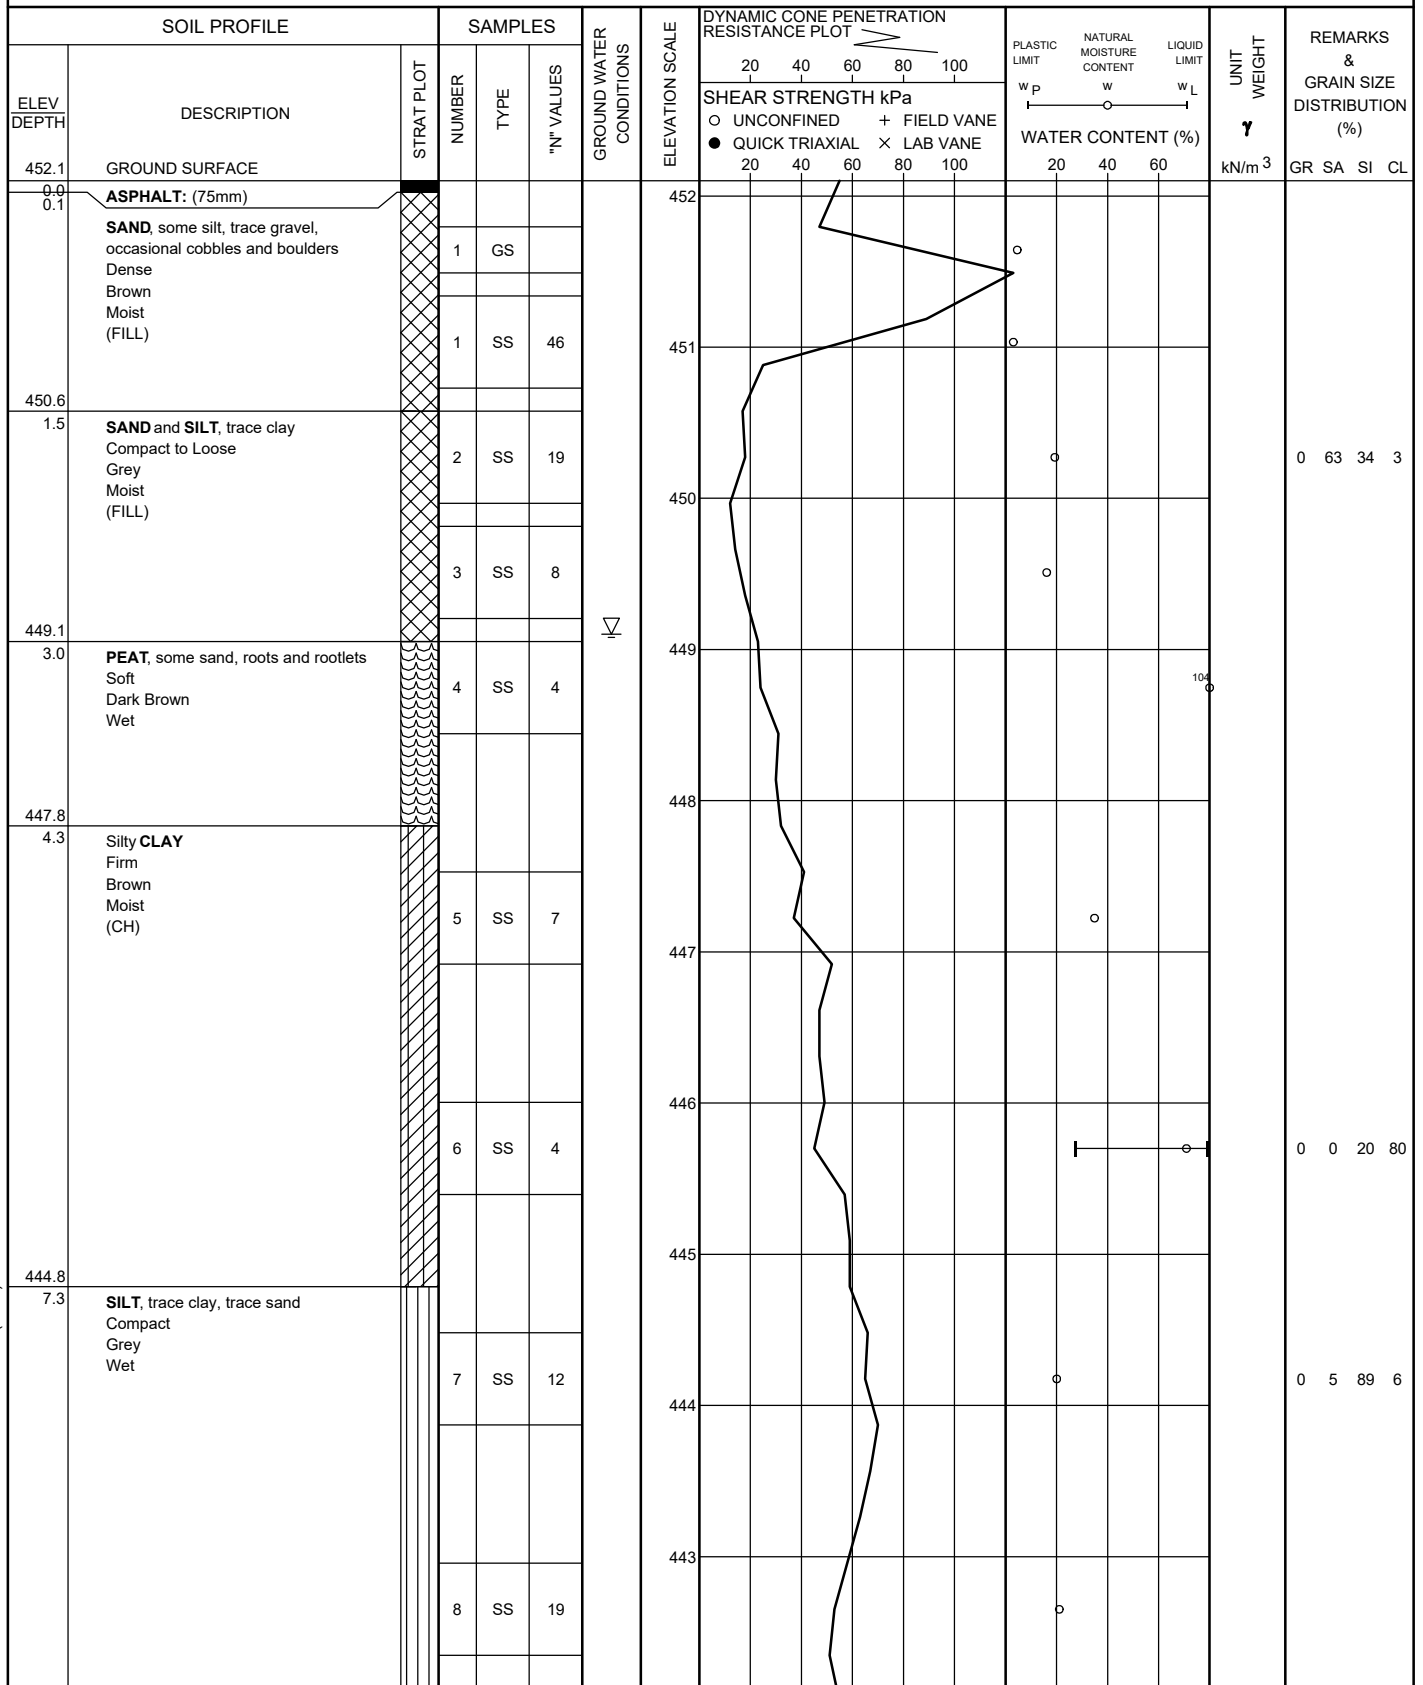 SOIL PROFILE
SAMPLES
GROUND WATER
CONDITIONS
ELEVATION SCALE
DYNAMIC CONE PENETRATION
RESISTANCE PLOT
20 40 60 80 100
SHEAR STRENGTH kPa
UNCONFINED + FIELD VANE
QUICK TRIAXIAL × LAB VANE
PLASTIC
LIMIT
NATURAL
MOISTURE
CONTENT
LIQUID
LIMIT
W P W W L
WATER CONTENT (%)
20 40 60
UNIT
WEIGHT
γ
kN/m 3
REMARKS
&
GRAIN SIZE
DISTRIBUTION
(%)
GR SA SI CL
ELEV
DEPTH
DESCRIPTION
STRAT PLOT
NUMBER
TYPE
"N" VALUES
452.1 GROUND SURFACE
0.0
0.1
ASPHALT: (75mm)
452
SAND, some silt, trace gravel,
occasional cobbles and boulders
Dense
Brown
Moist
(FILL)
1 GS
1 SS 46
451
450.6
1.5
SAND and SILT, trace clay
Compact to Loose
Grey
Moist
(FILL)
2 SS 19
0 63 34 3
450
3 SS 8
449.1
3.0
449
PEAT, some sand, roots and rootlets
Soft
Dark Brown
Wet
4 SS 4
104
448
447.8
4.3
Silty CLAY
Firm
Brown
Moist
(CH)
5 SS 7
447
446
6 SS 4
0 0 20 80
445
444.8
7.3
SILT, trace clay, trace sand
Compact
Grey
Wet
7 SS 12
0 5 89 6
444
443
8 SS 19